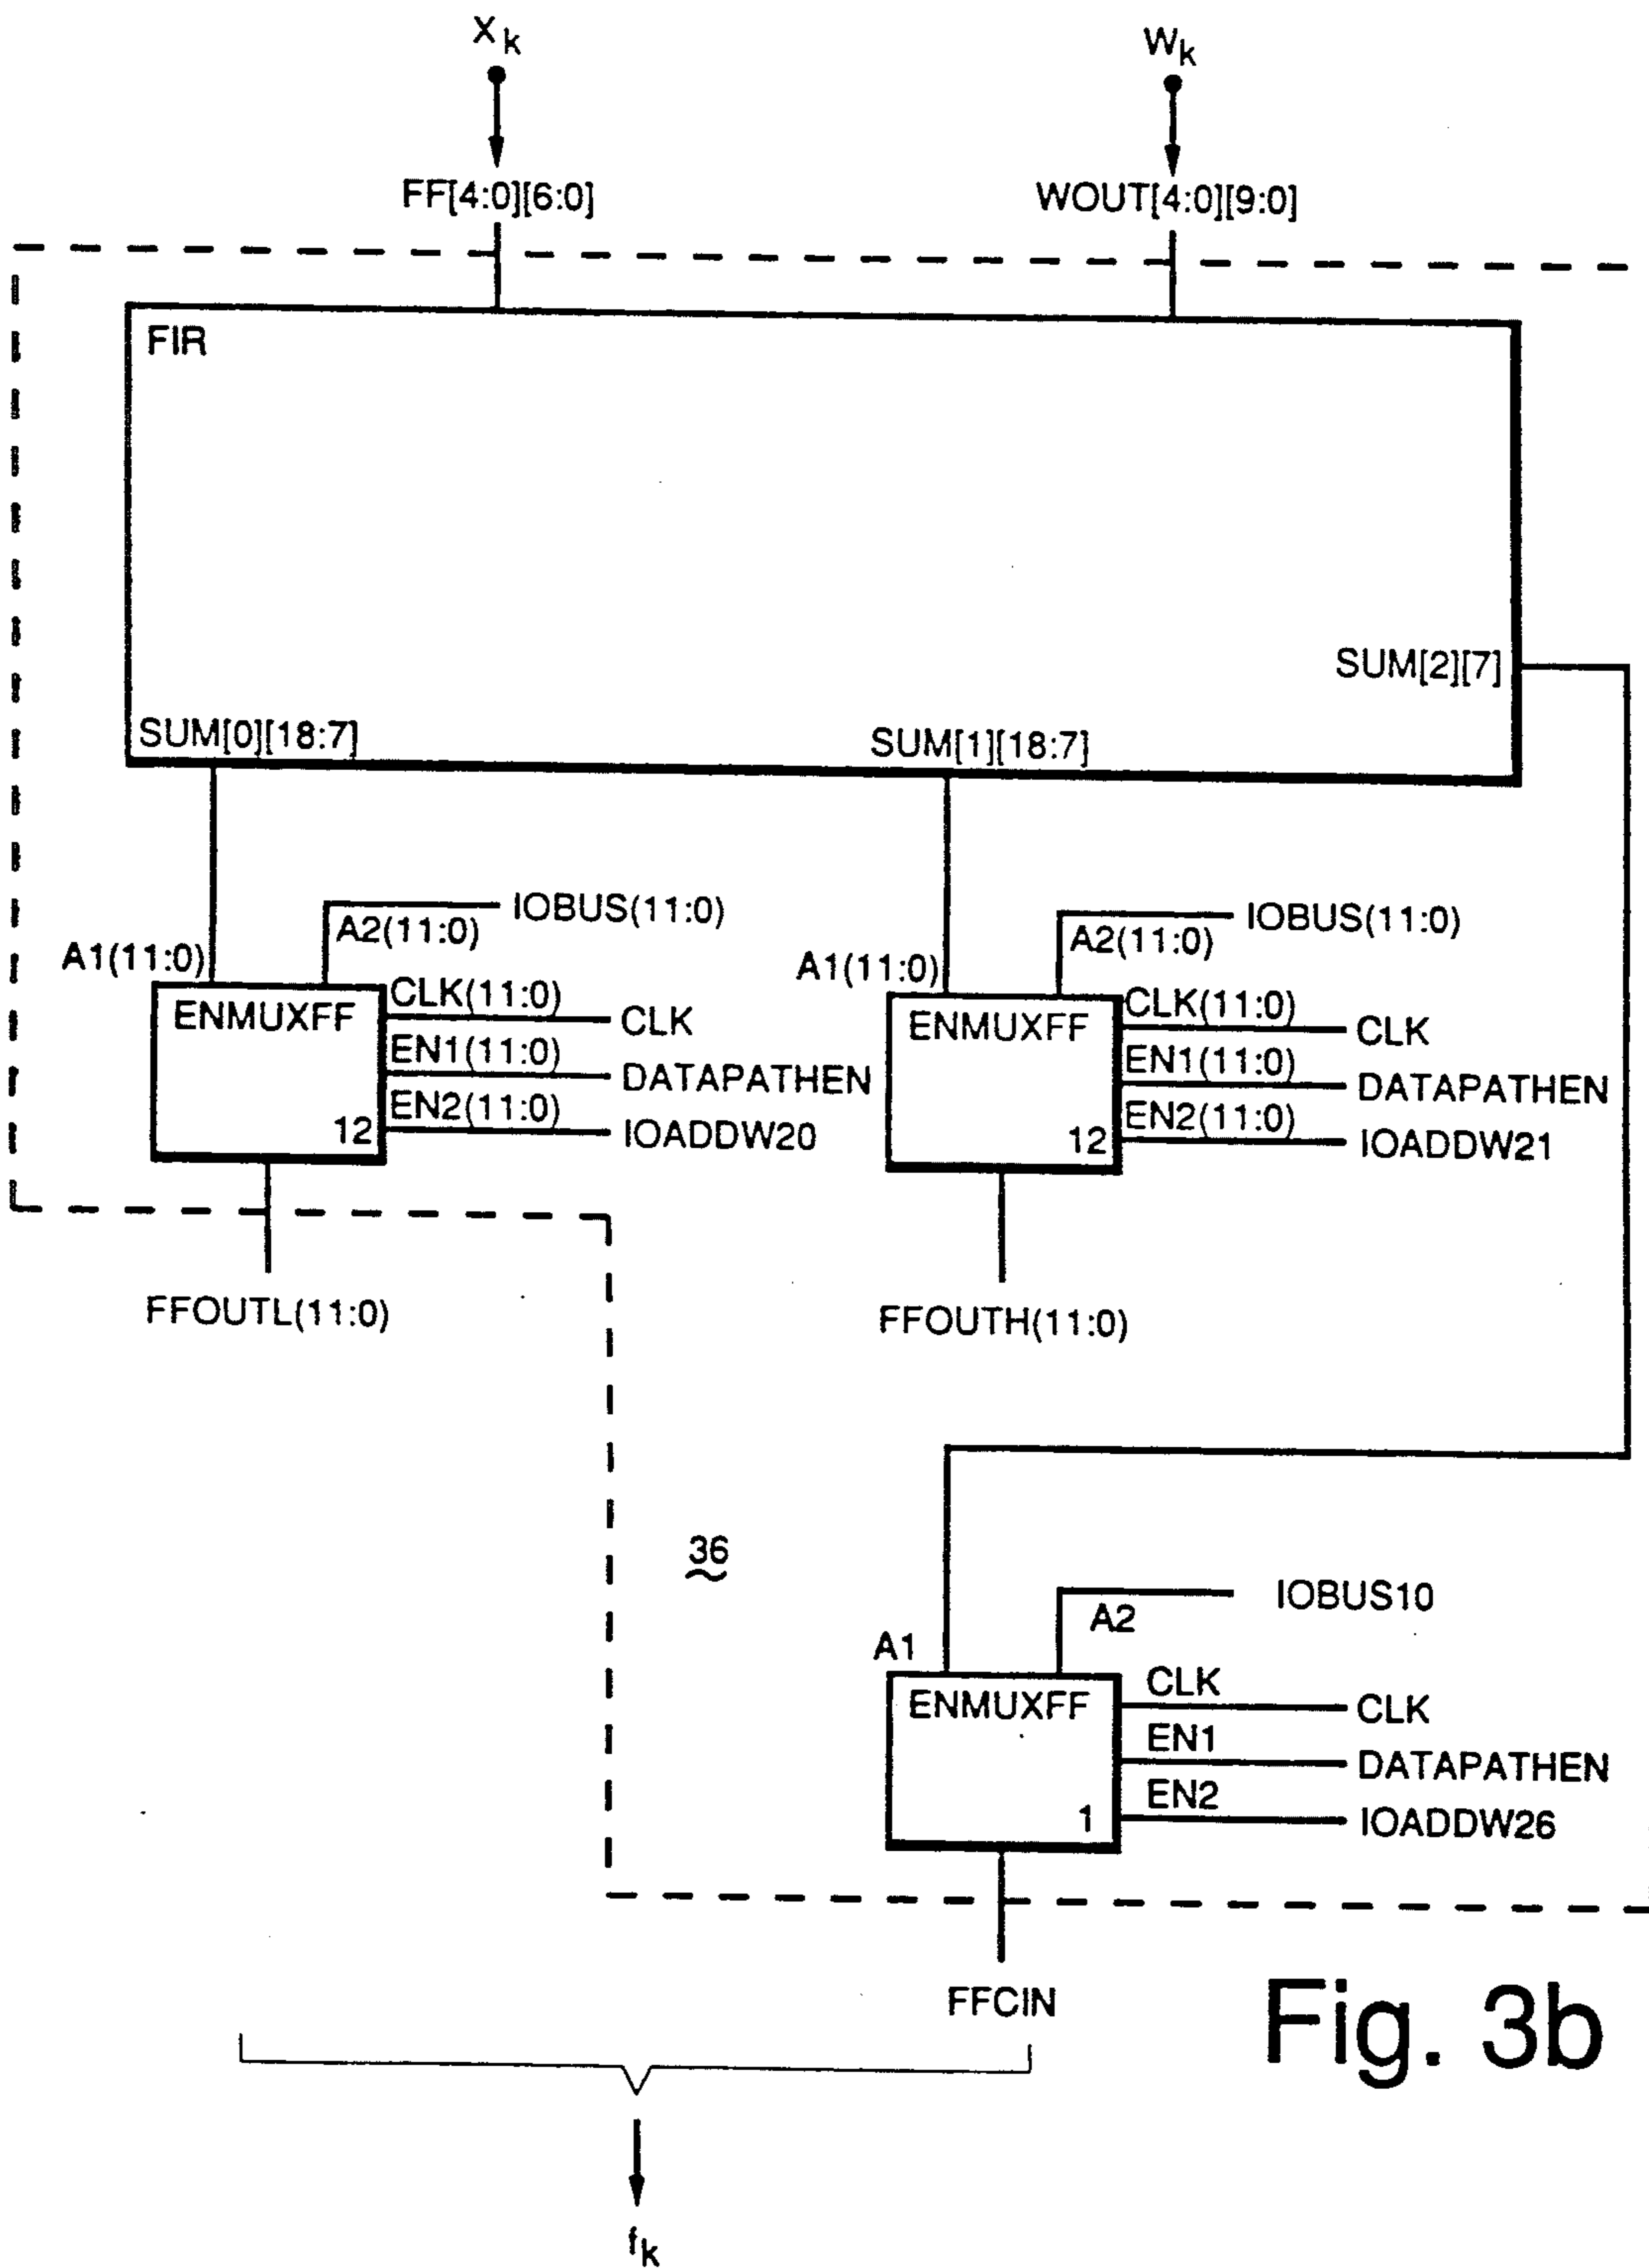 Xk
Wk
FF[4:0][6:0]
WOUT[4:0][9:0]
FIR
SUM[2][7]
SUM[0][18:7]
SUM[1][18:7]
IOBUS(11:0)
IOBUS(11:0)
A2(11:0)
A2(11:0)
A1(11:0)
A1(11:0)
ENMUXFF
CLK(11:0)
CLK
ENMUXFF
CLK(11:0)
CLK
EN1(11:0)
DATAPATHEN
EN1(11:0)
DATAPATHEN
12
EN2(11:0)
IOADDW20
12
EN2(11:0)
IOADDW21
FFOUTL(11:0)
FFOUTH(11:0)
36
IOBUS10
A2
A1
ENMUXFF
CLK
CLK
EN1
DATAPATHEN
1
EN2
IOADDW26
FFCIN
Fig. 3b
fk